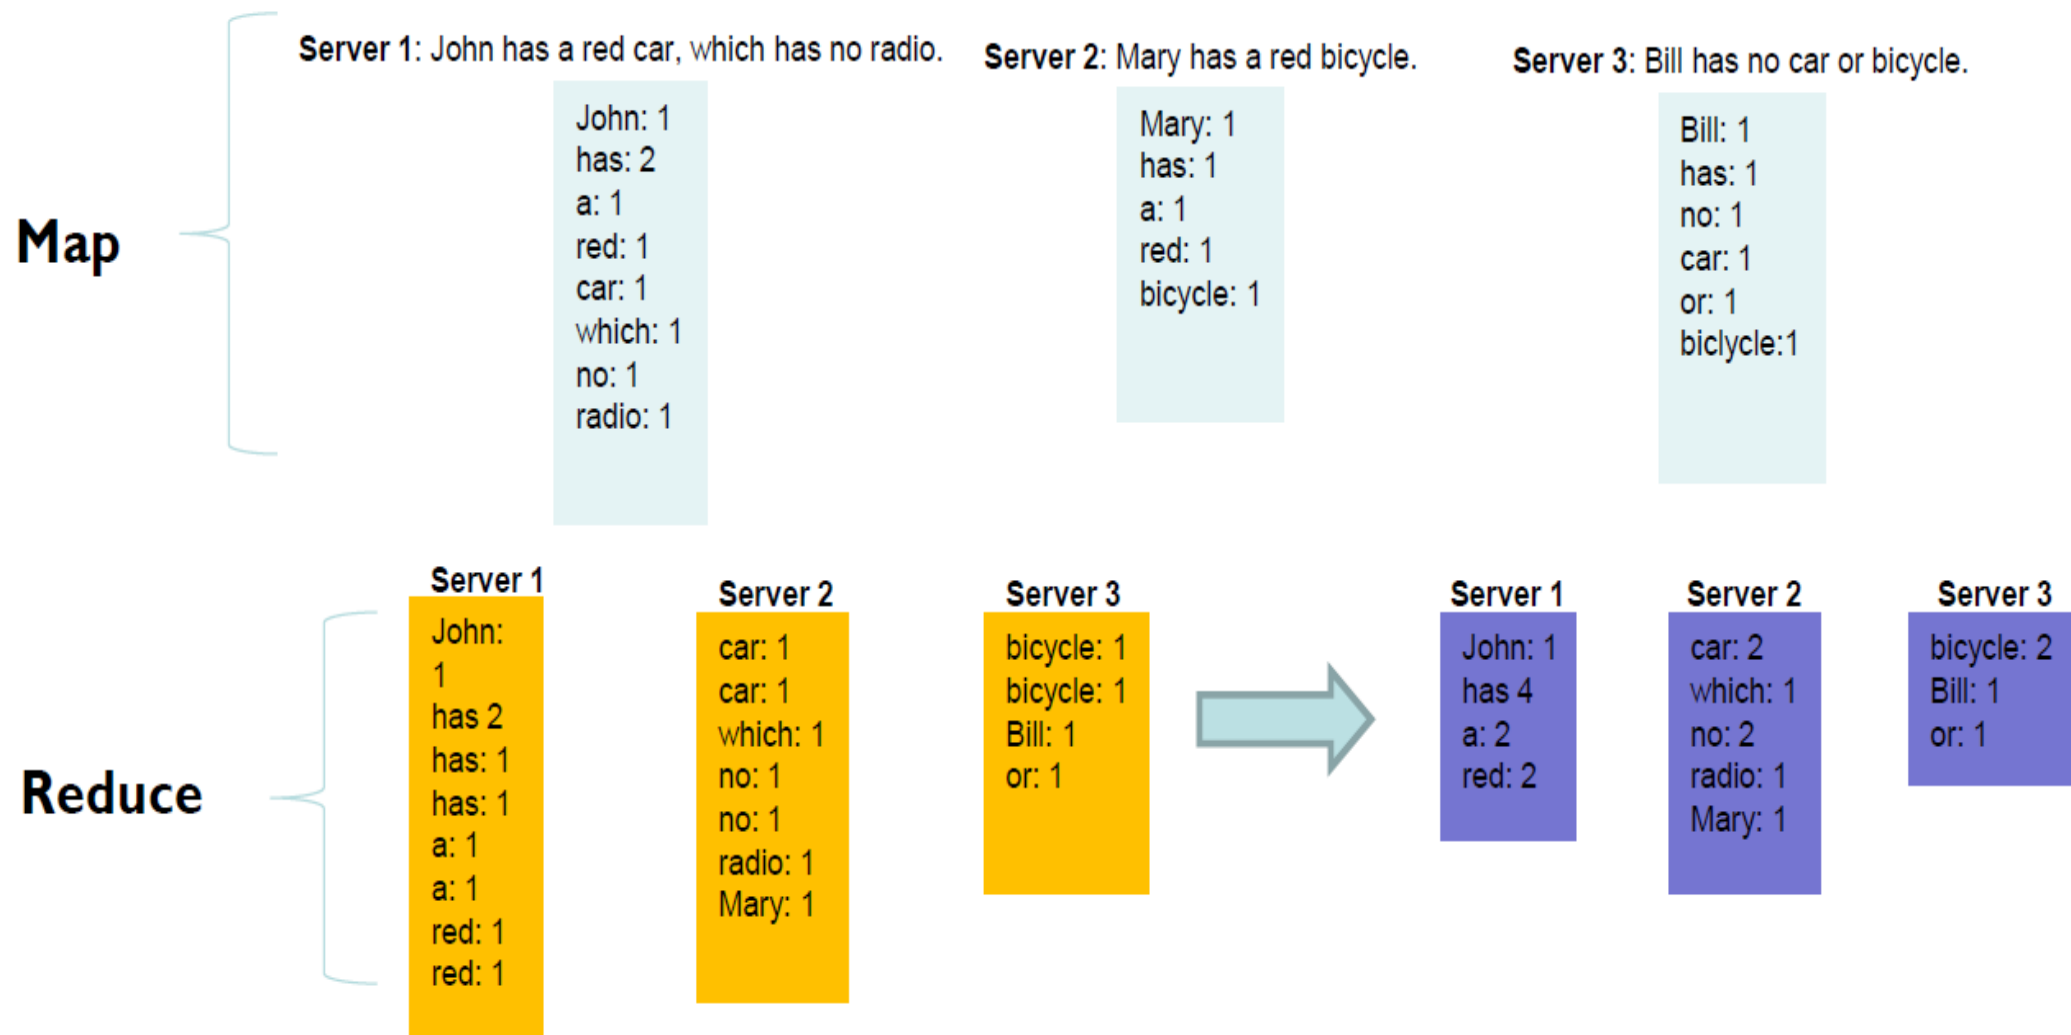 Map
Server 1: John has a red car, which has no radio.
John: 1
has: 2
a: 1
red: 1
car: 1
which: 1
no: 1
radio: 1
Server 2: Mary has a red bicycle.
Mary: 1
has: 1
a: 1
red: 1
bicycle: 1
Server 3: Bill has no car or bicycle.
Bill: 1
has: 1
no: 1
car: 1
or: 1
biclycle:1
Reduce
Server 1
John:
1
has 2
has: 1
has: 1
a: 1
a: 1
red: 1
red: 1
Server 2
car: 1
car: 1
which: 1
no: 1
no: 1
radio: 1
Mary: 1
Server 3
bicycle: 1
bicycle: 1
Bill: 1
or: 1
Server 1
John: 1
has 4
a: 2
red: 2
Server 2
car: 2
which: 1
no: 2
radio: 1
Mary: 1
Server 3
bicycle: 2
Bill: 1
or: 1